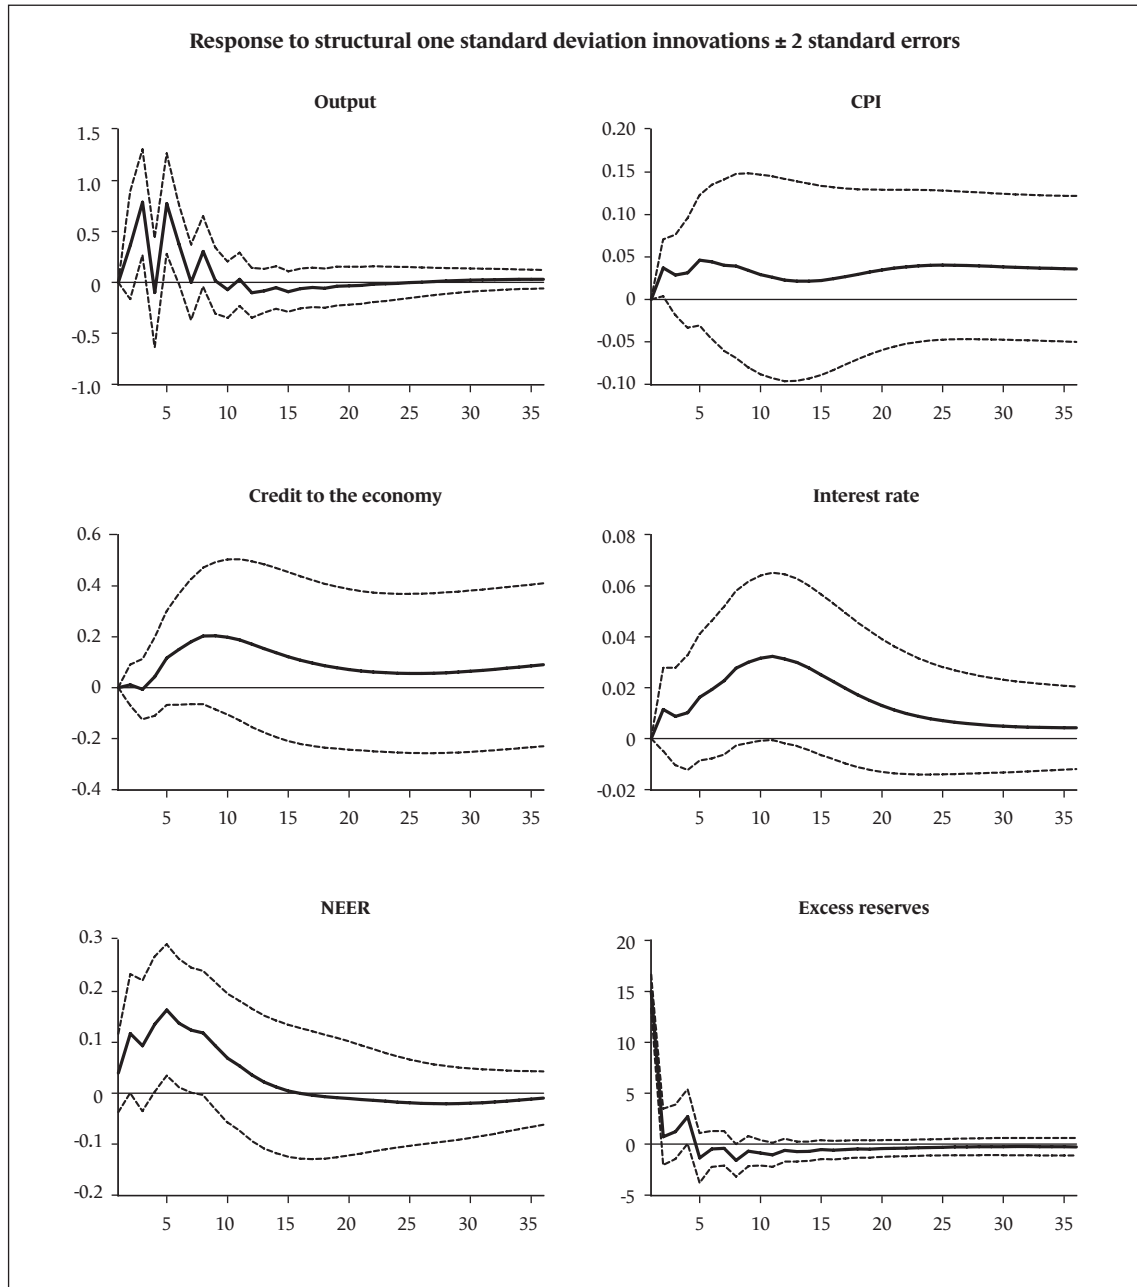 Response to structural one standard deviation innovations ± 2 standard errors
Output
1.5
1.0
0.5
0
-0.5
-1.0
5 10 15 20 25 30 35
CPI
0.20
0.15
0.10
0.05
0
-0.05
-0.10
5 10 15 20 25 30 35
Credit to the economy
0.6
0.4
0.2
0
-0.2
-0.4
5 10 15 20 25 30 35
Interest rate
0.08
0.06
0.04
0.02
0
-0.02
5 10 15 20 25 30 35
NEER
0.3
0.2
0.1
0
-0.1
-0.2
5 10 15 20 25 30 35
Excess reserves
20
15
10
5
0
-5
5 10 15 20 25 30 35